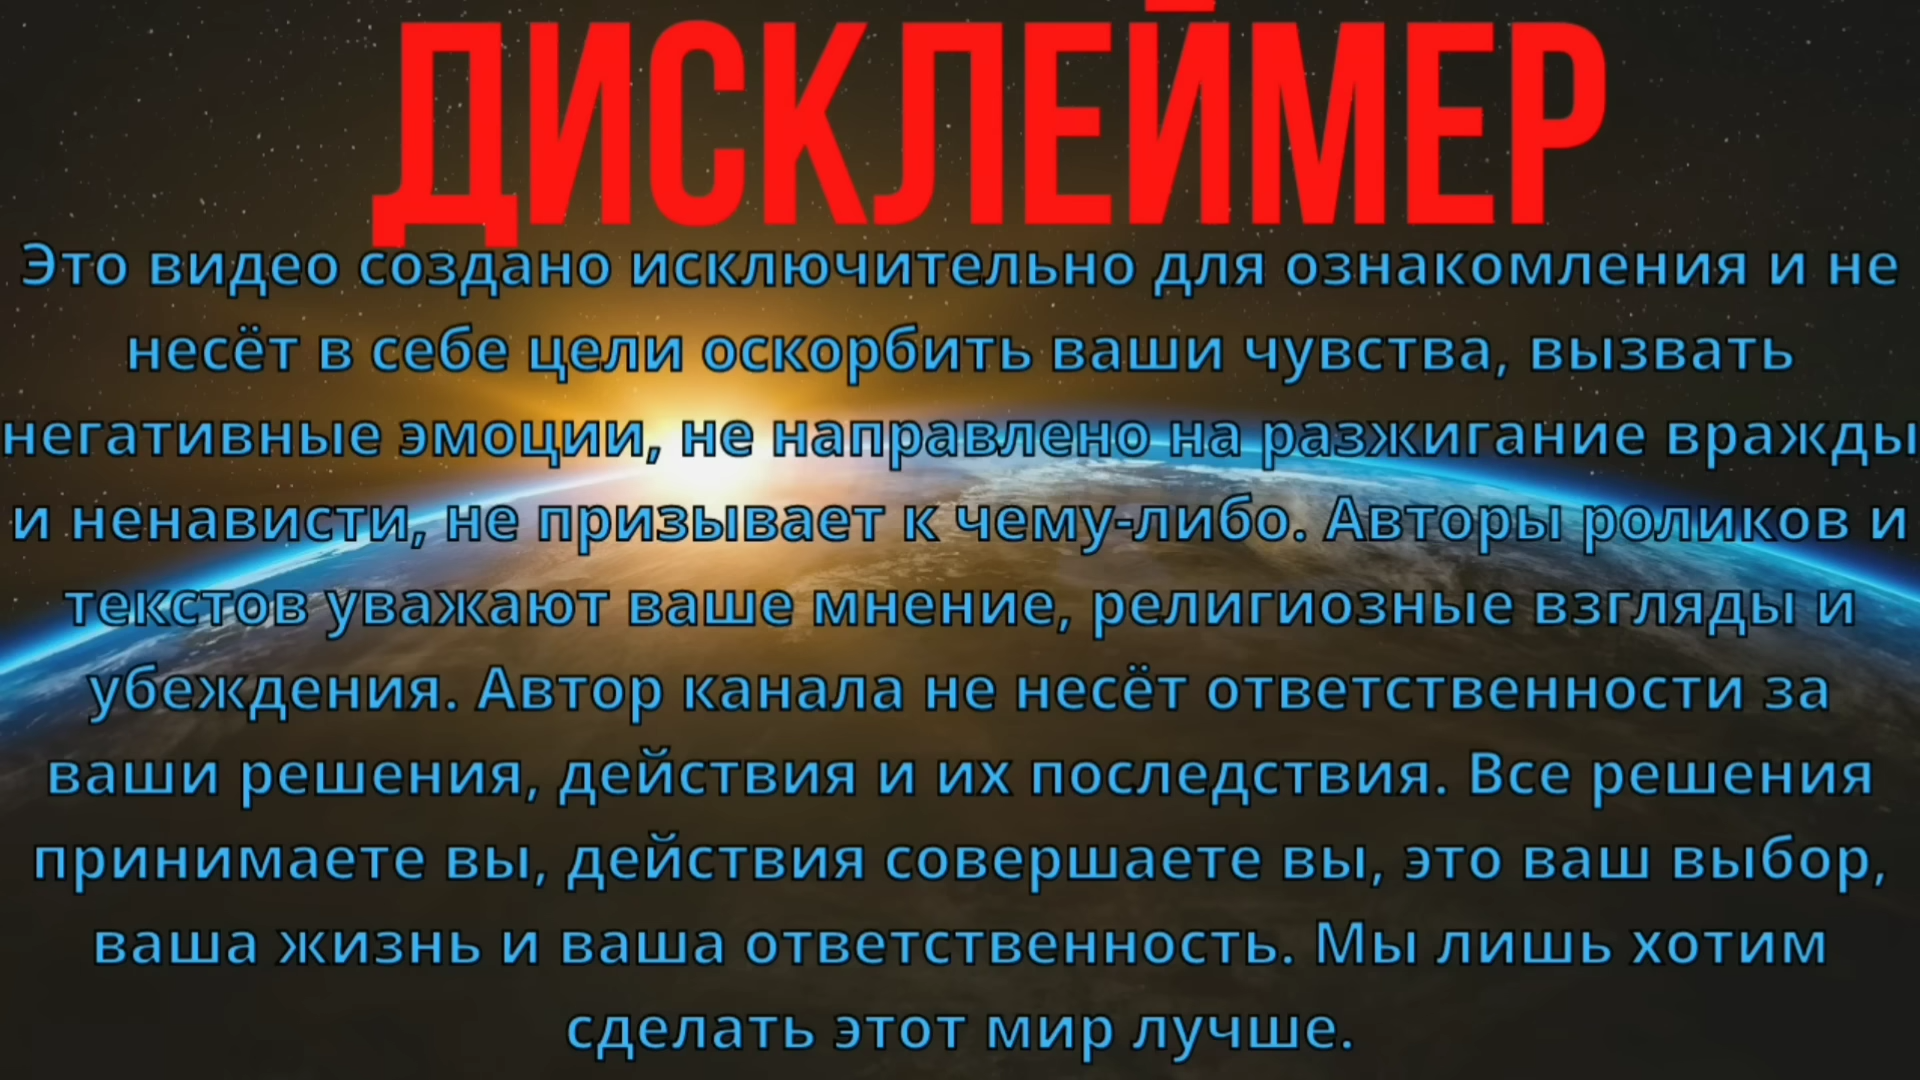 ДИСКЛЕЙМЕР
Это видео создано исключительно для ознакомления и не
несёт в себе цели оскорбить ваши чувства, вызвать
негативные эмоции, не направлено на разжигание вражды
и ненависти, не призывает к чему-либо. Авторы роликов и
текстов уважают ваше мнение, религиозные взгляды и
убеждения. Автор канала не несёт ответственности за
ваши решения, действия и их последствия. Все решения
принимаете вы, действия совершаете вы, это ваш выбор,
ваша жизнь и ваша ответственность. Мы лишь хотим
сделать этот мир лучше.